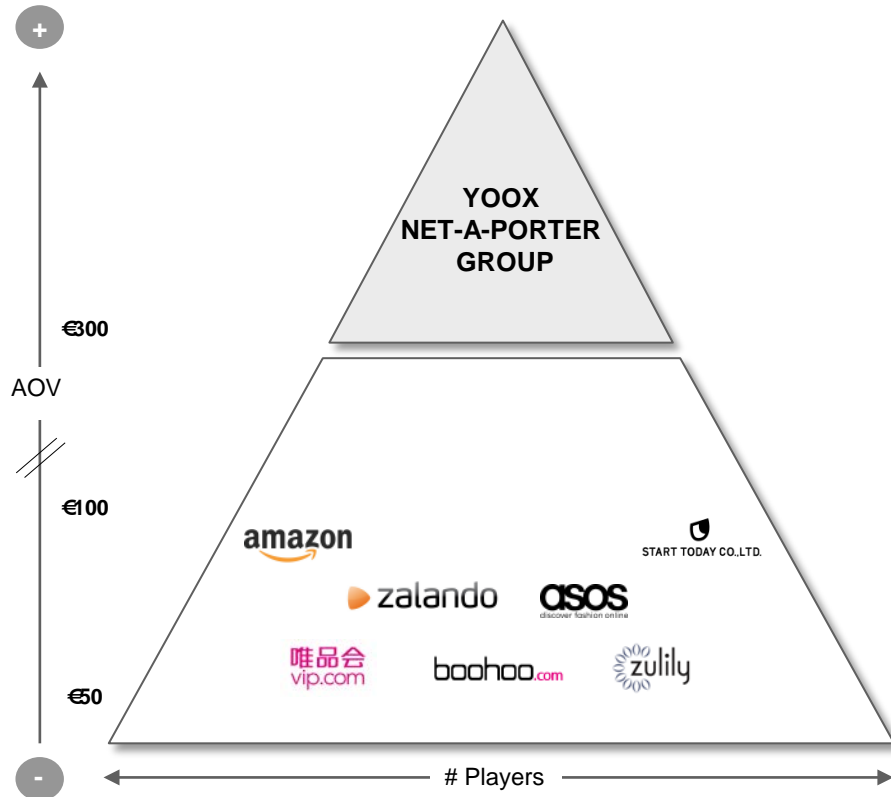 +
YOOX
NET-A-PORTER
GROUP
€300
AOV
€100
amazon
START TODAY CO.,LTD.
zalando
asos
discover fashion online
唯品会
vip.com
boohoo.com
zulily
€50
-
# Players